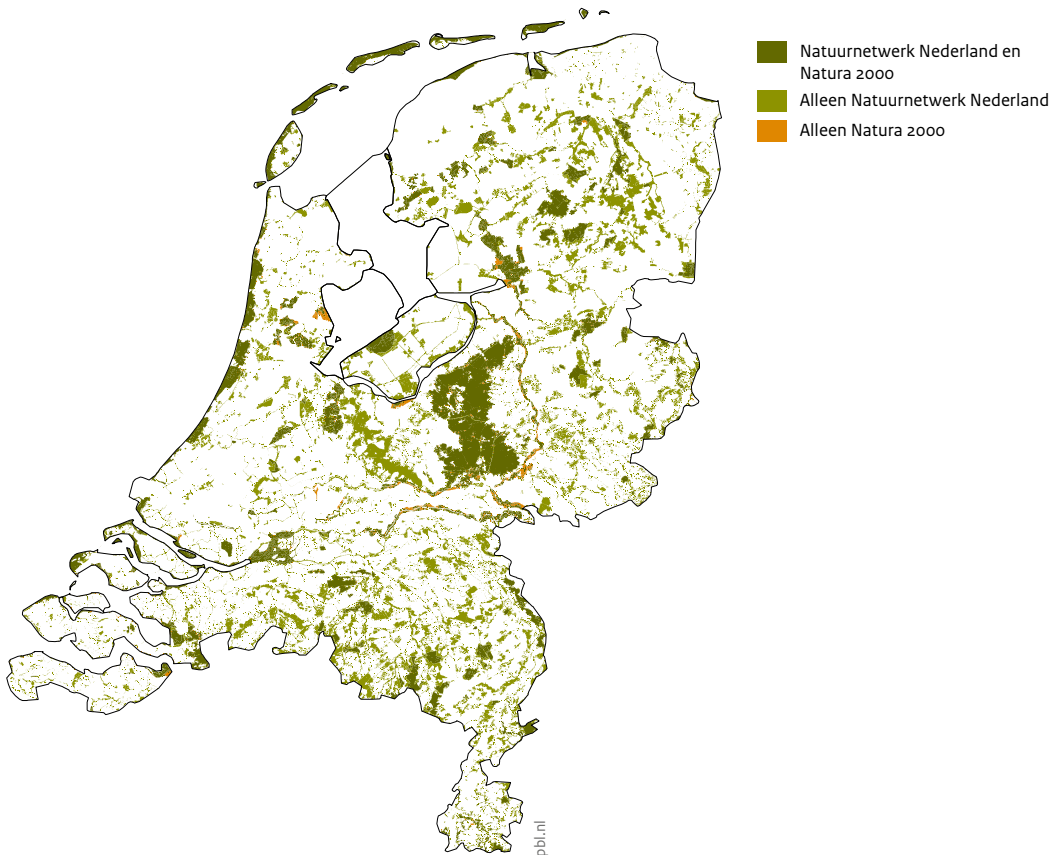 Natuurnetwerk Nederland en
Natura 2000
Alleen Natuurnetwerk Nederland
Alleen Natura 2000
pbl.nl